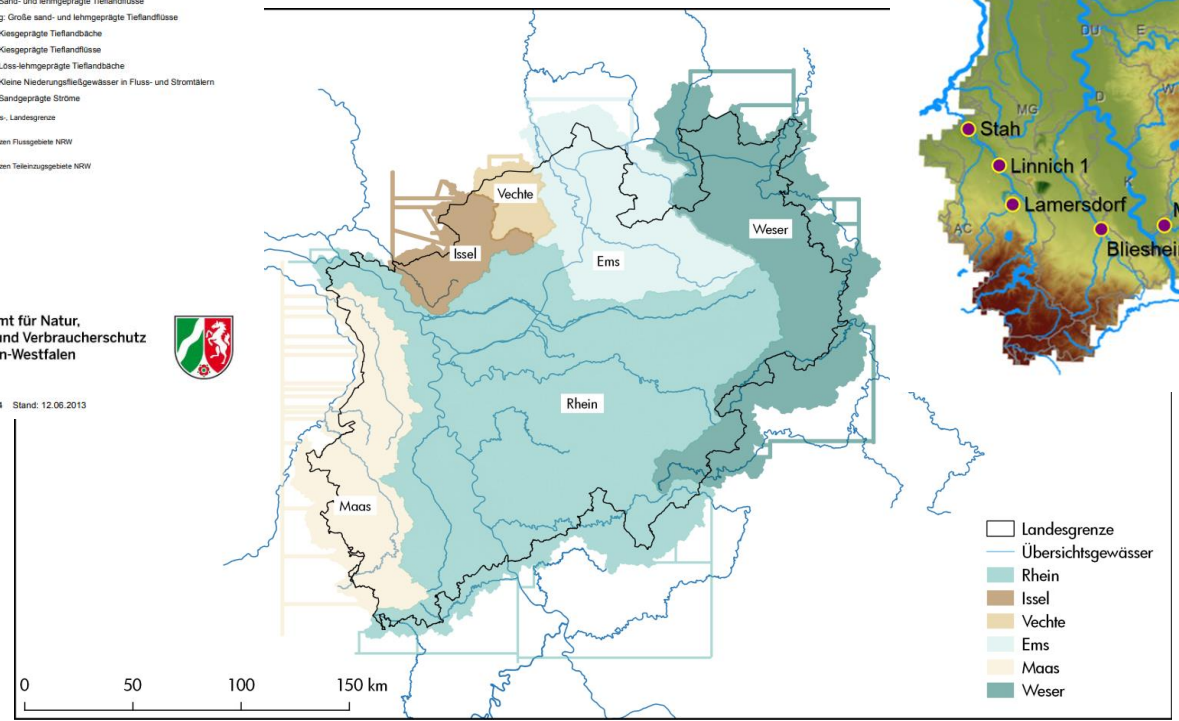 Sand- und lehmgeprägte Tieflandflüsse
g: Große sand- und lehmgeprägte Tieflandflüsse
Kiesgeprägte Tieflandbäche
Kiesgeprägte Tieflandflüsse
Löss-lehmgeprägte Tieflandbäche
Kleine Niederungsfließgewässer in Fluss- und Stromtälern
Sandgeprägte Ströme
s-, Landesgrenze
zen Flussgebiete NRW
zen Teileinzugsgebiete NRW
mt für Natur,
und Verbraucherschutz
n-Westfalen
4 Stand: 12.06.2013
Vechte
Issel
Ems
Weser
Rhein
Maas
0 50 100 150 km
DU
E
W
D
MG
K
AC
Stah
Linnich 1
Lamersdorf
Bliesheim
M
Landesgrenze
Übersichtsgewässer
Rhein
Issel
Vechte
Ems
Maas
Weser